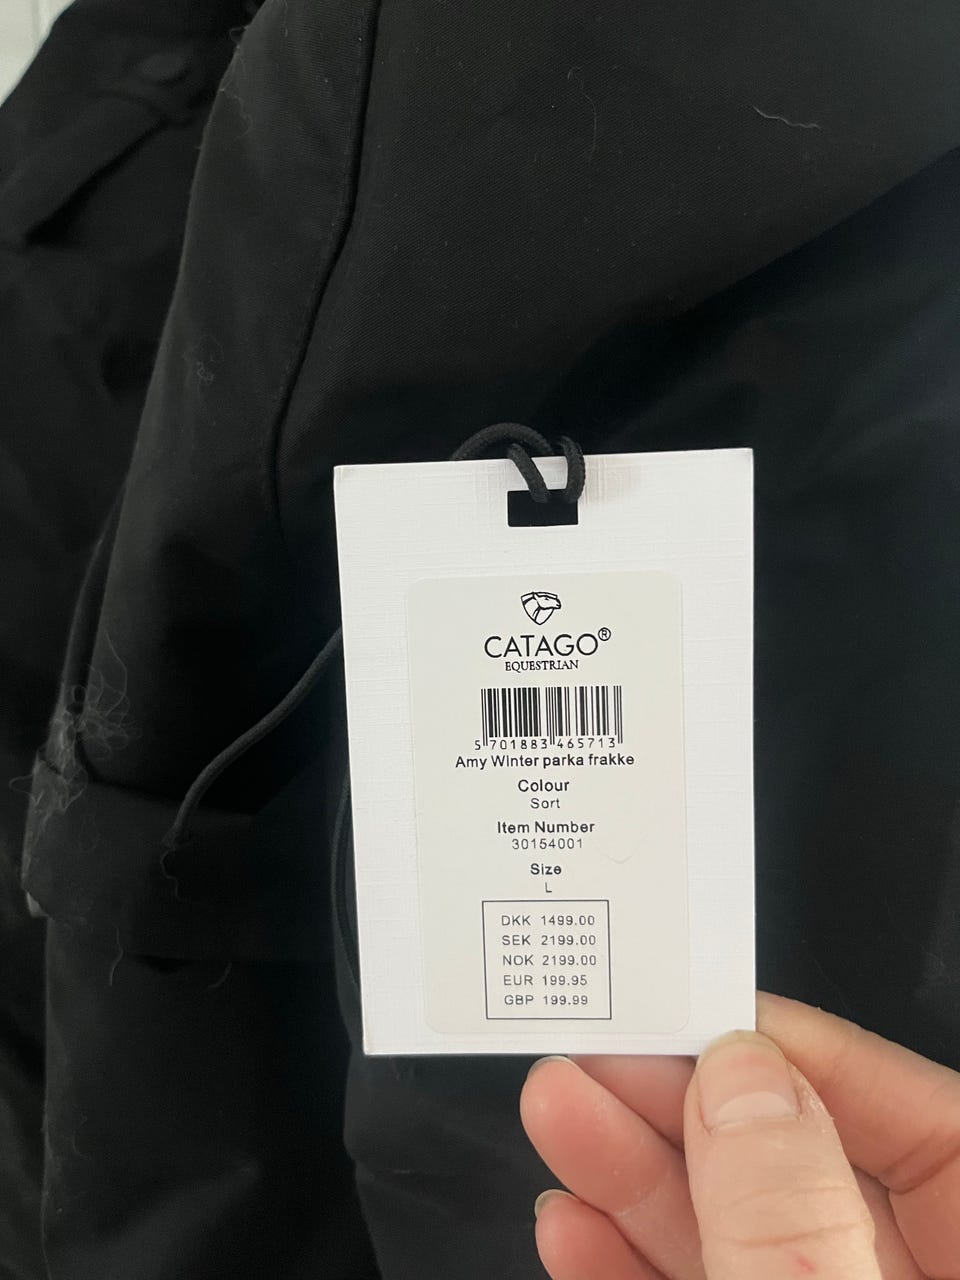 CATAGO®
EQUESTRIAN
5 701883 465713
Amy Winter parka frakke
Colour
Sort
Item Number
30154001
Size
L
DKK 1499.00
SEK 2199.00
NOK 2199.00
EUR 199.95
GBP 199.99